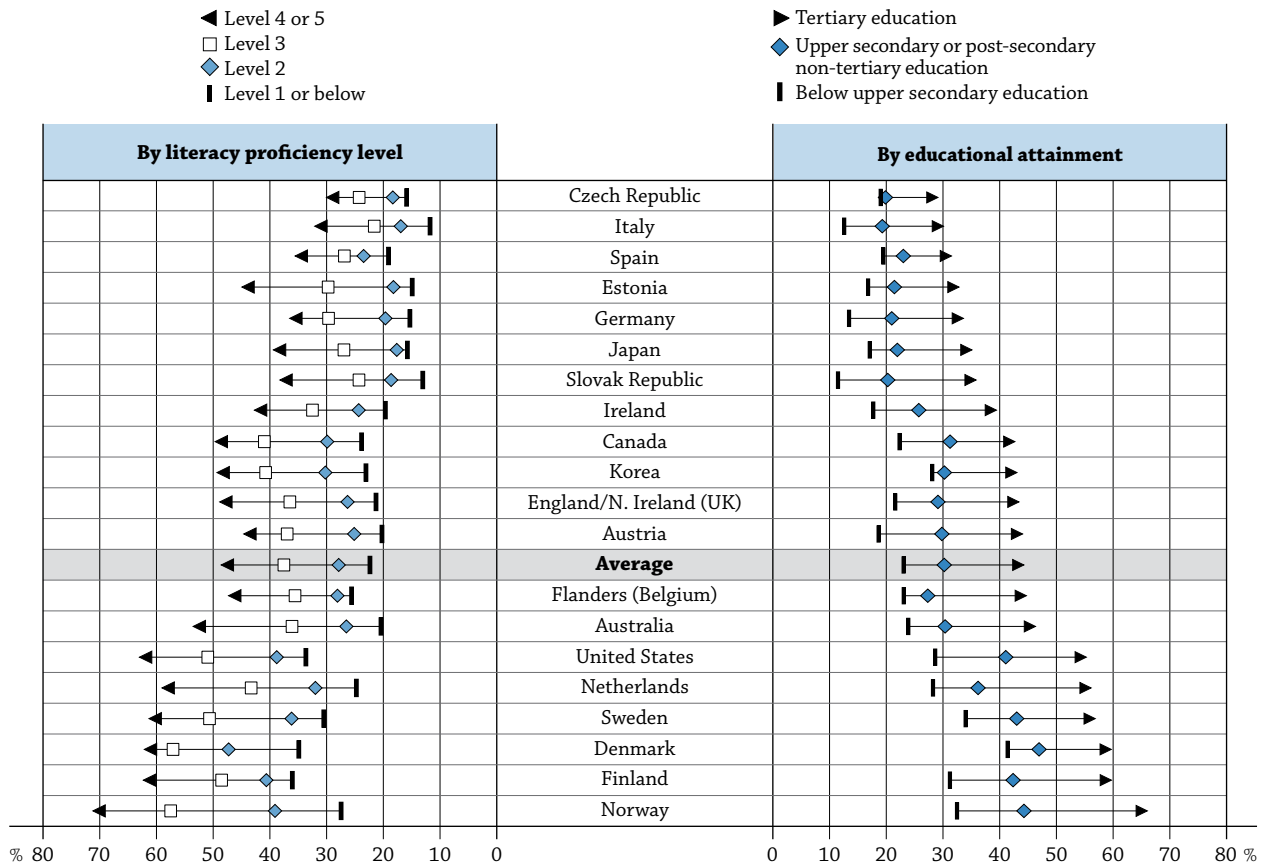 Level 4 or 5
Level 3
Level 2
Level 1 or below
Tertiary education
Upper secondary or post-secondary
non-tertiary education
Below upper secondary education
By literacy proficiency level
By educational attainment
Czech Republic
Italy
Spain
Estonia
Germany
Japan
Slovak Republic
Ireland
Canada
Korea
England/N. Ireland (UK)
Austria
Average
Flanders (Belgium)
Australia
United States
Netherlands
Sweden
Denmark
Finland
Norway
% 80 70 60 50 40 30 20 10 0
0 10 20 30 40 50 60 70 80 %